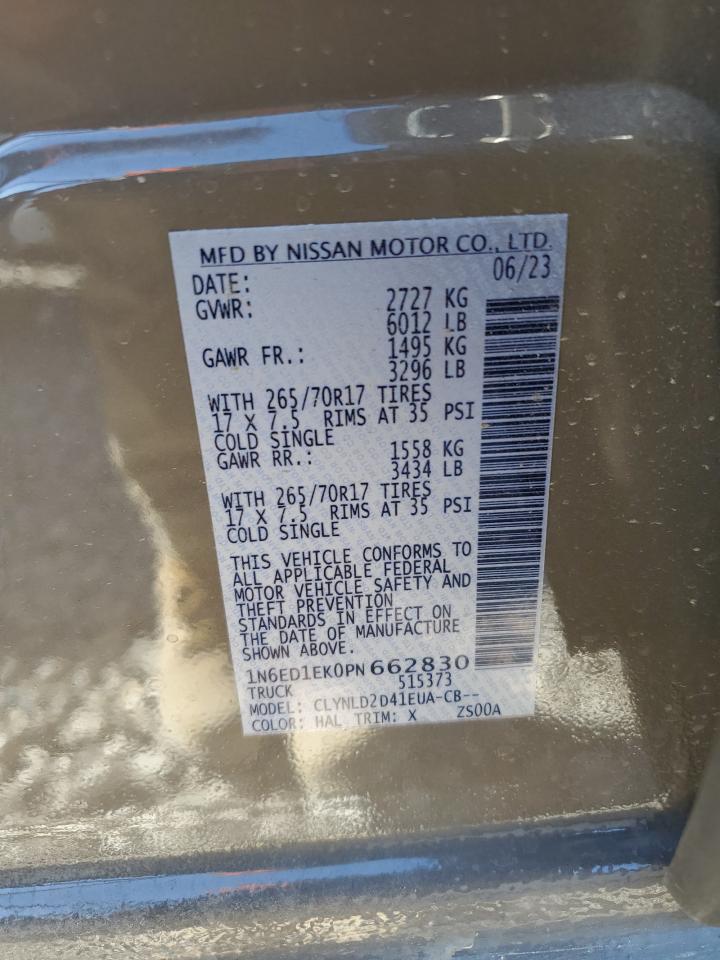 MFD BY NISSAN MOTOR CO., LTD.
DATE: 06/23
GVWR: 2727 KG
6012 LB
GAWR FR.: 1495 KG
3296 LB
WITH 265/70R17 TIRES
17 X 7.5 RIMS AT 35 PSI
COLD SINGLE
GAWR RR.: 1558 KG
3434 LB
WITH 265/70R17 TIRES
17 X 7.5 RIMS AT 35 PSI
COLD SINGLE
THIS VEHICLE CONFORMS TO
ALL APPLICABLE FEDERAL
MOTOR VEHICLE SAFETY AND
THEFT PREVENTION
STANDARDS IN EFFECT ON
THE DATE OF MANUFACTURE
SHOWN ABOVE.
1N6ED1EK0PN662830
TRUCK 515373
MODEL: CLYNLD2D41EUA-CB--
COLOR: HAL TRIM: X ZS00A